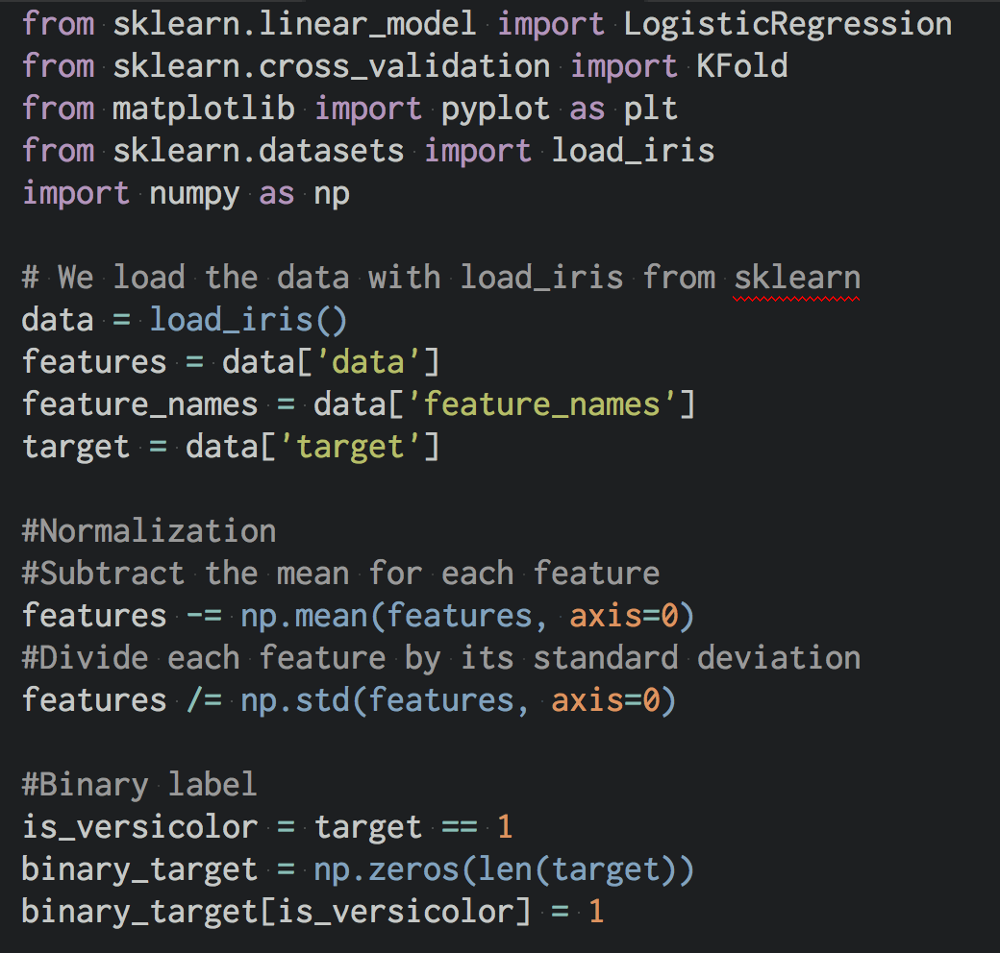 from sklearn.linear_model import LogisticRegression
from sklearn.cross_validation import KFold
from matplotlib import pyplot as plt
from sklearn.datasets import load_iris
import numpy as np

# We load the data with load_iris from sklearn
data = load_iris()
features = data['data']
feature_names = data['feature_names']
target = data['target']

#Normalization
#Subtract the mean for each feature
features -= np.mean(features, axis=0)
#Divide each feature by its standard deviation
features /= np.std(features, axis=0)

#Binary label
is_versicolor = target == 1
binary_target = np.zeros(len(target))
binary_target[is_versicolor] = 1